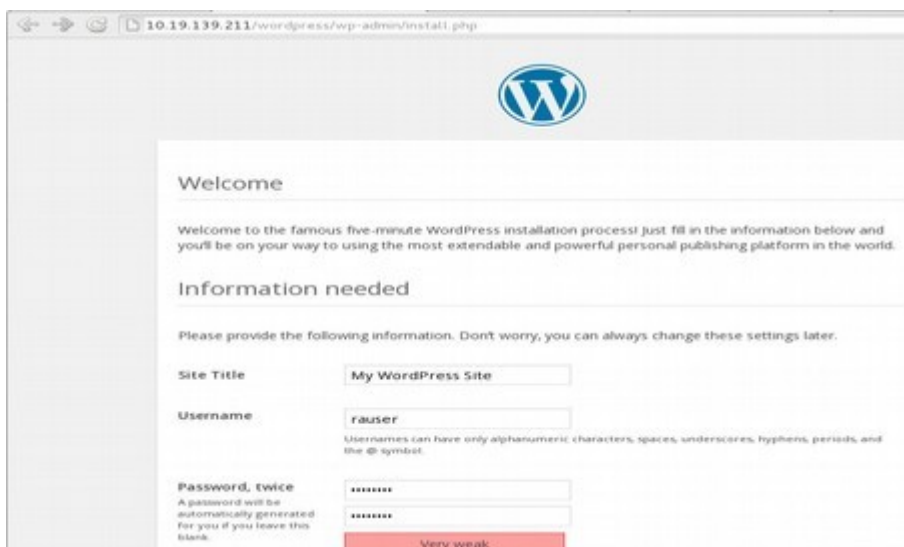 10.19.139.211/wordpress/wp-admin/install.php
W
Welcome
Welcome to the famous five-minute WordPress installation process! Just fill in the information below and
you'll be on your way to using the most extendable and powerful personal publishing platform in the world.
Information needed
Please provide the following information. Don't worry, you can always change these settings later.
Site Title
My WordPress Site
Username
rauser
Usernames can have only alphanumeric characters, spaces, underscores, hyphens, periods, and
the @ symbol.
Password, twice
A password will be
automatically generated
for you if you leave this
blank.
••••••••
••••••••
Very weak